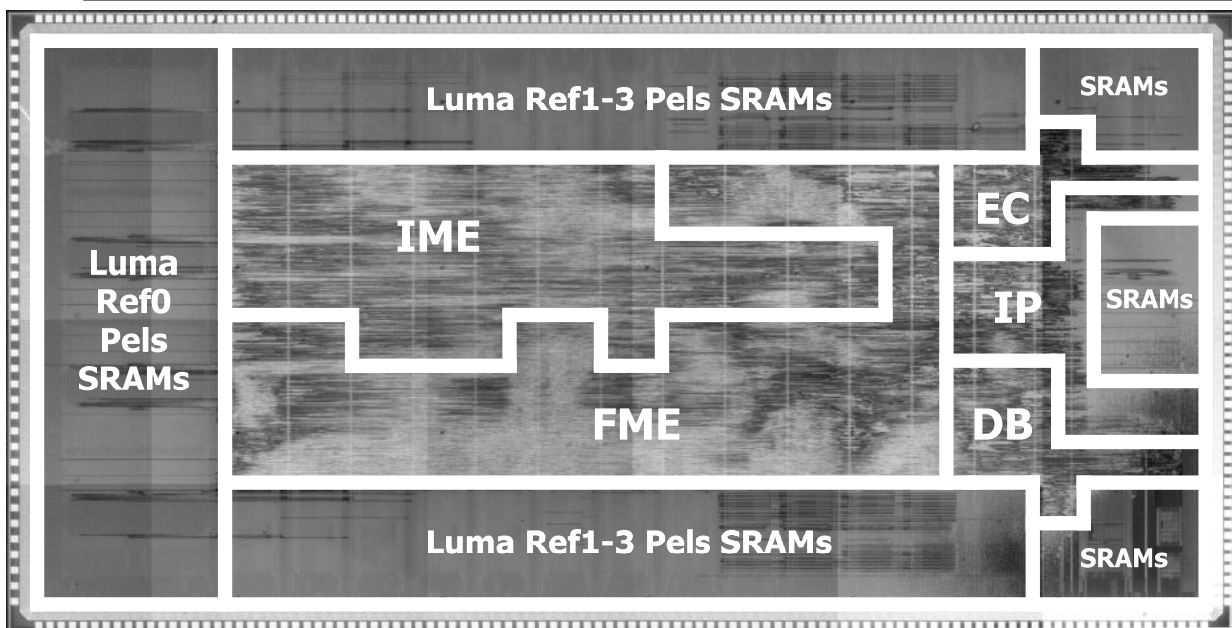 Luma Ref1-3 Pels SRAMs
SRAMs
EC
IME
Luma
Ref0
Pels
SRAMs
IP
SRAMs
FME
DB
Luma Ref1-3 Pels SRAMs
SRAMs